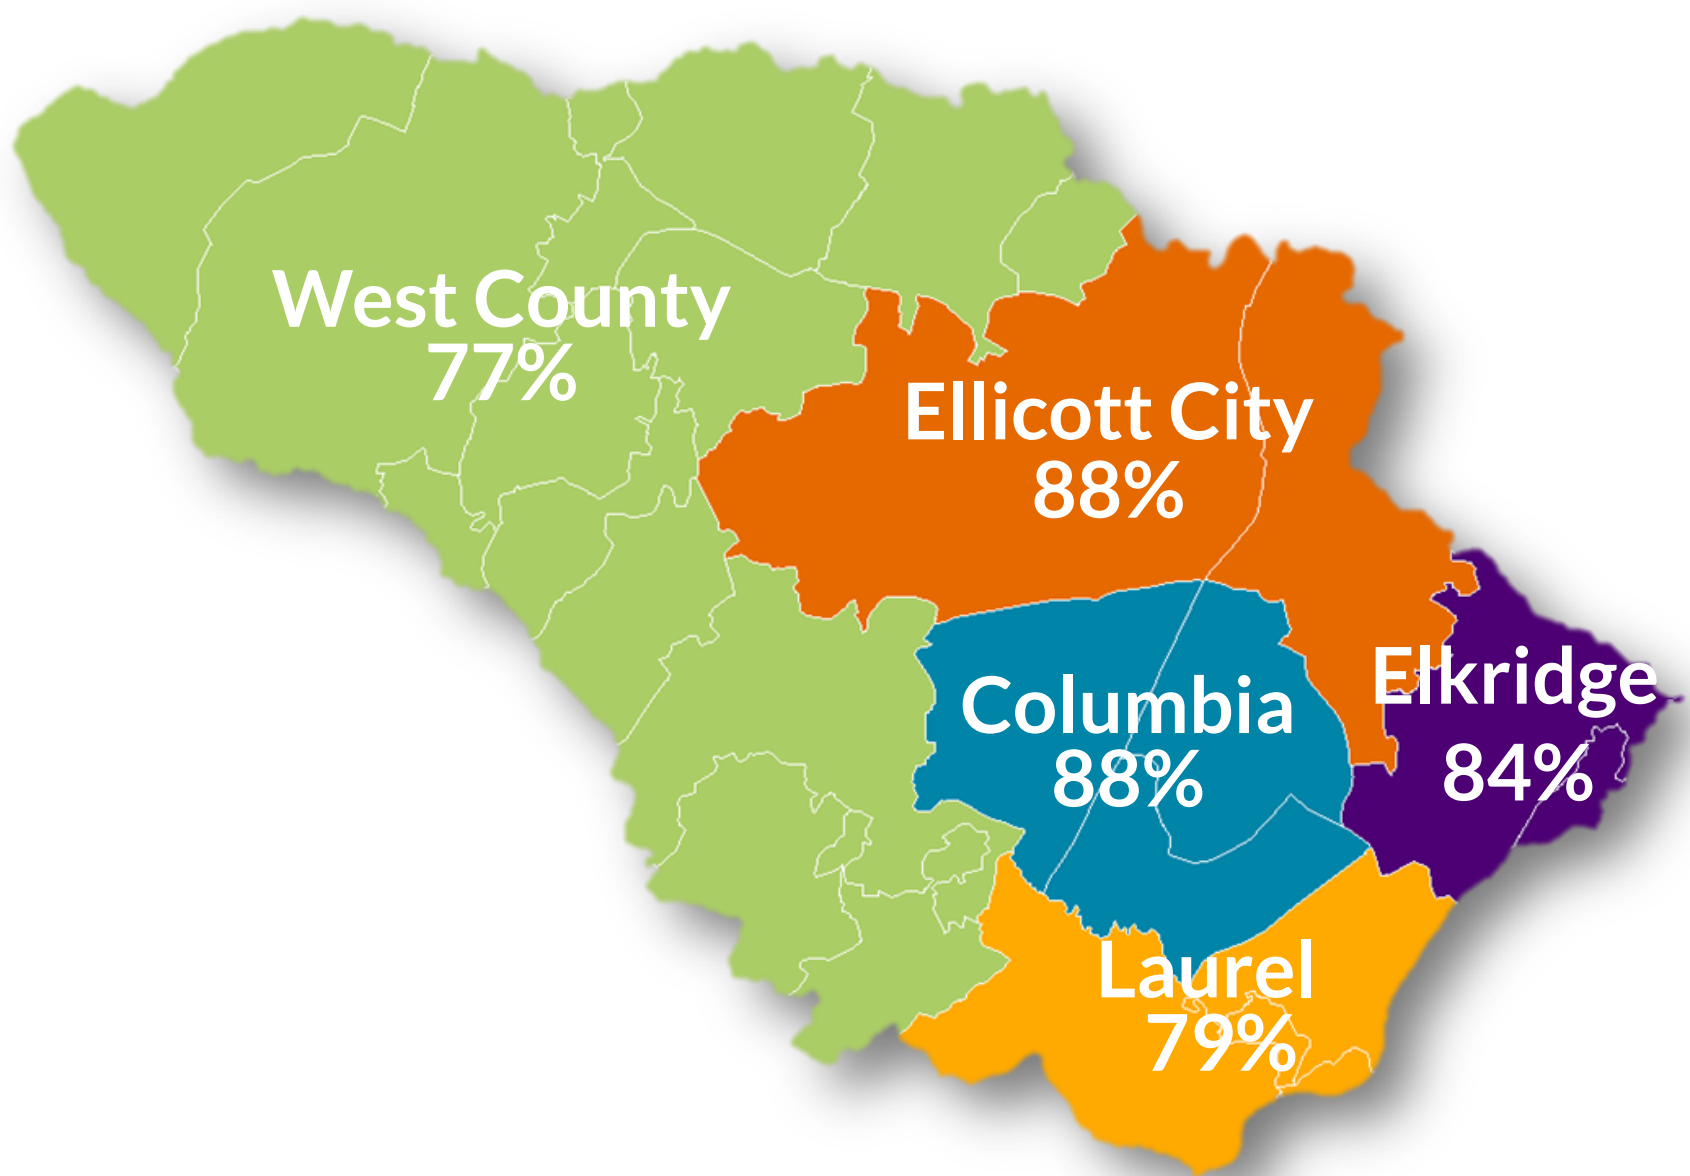 West County
77%
Ellicott City
88%
Columbia
88%
Elkridge
84%
Laurel
79%